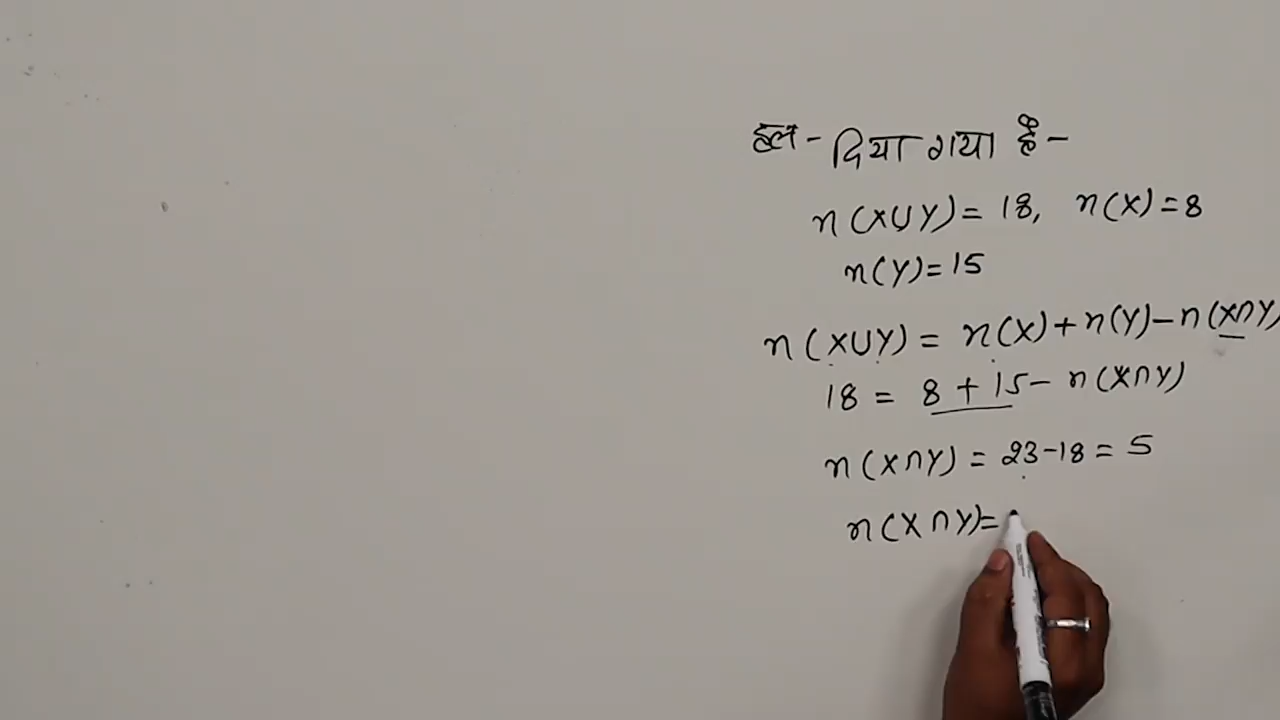 हल - दिया गया है -
n (X∪Y) = 18, n(X) = 8
n(Y) = 15
n (X∪Y) = n(X) + n(Y) - n(X∩Y)
18 = 8 + 15 - n(X∩Y)
n (X∩Y) = 23 - 18 = 5
n (X∩Y) =